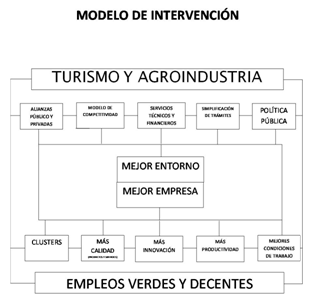 MODELO DE INTERVENCIÓN
TURISMO Y AGROINDUSTRIA
ALIANZAS
PÚBLICO Y
PRIVADAS
MODELO DE
COMPETITIVIDAD
SERVICIOS
TÉCNICOS Y
FINANCIEROS
SIMPLIFICACIÓN
DE TRÁMITES
POLÍTICA
PÚBLICA
MEJOR ENTORNO
MEJOR EMPRESA
CLUSTERS
MÁS
CALIDAD
MÁS
INNOVACIÓN
MÁS
PRODUCTIVIDAD
MEJORES
CONDICIONES
DE TRABAJO
EMPLEOS VERDES Y DECENTES